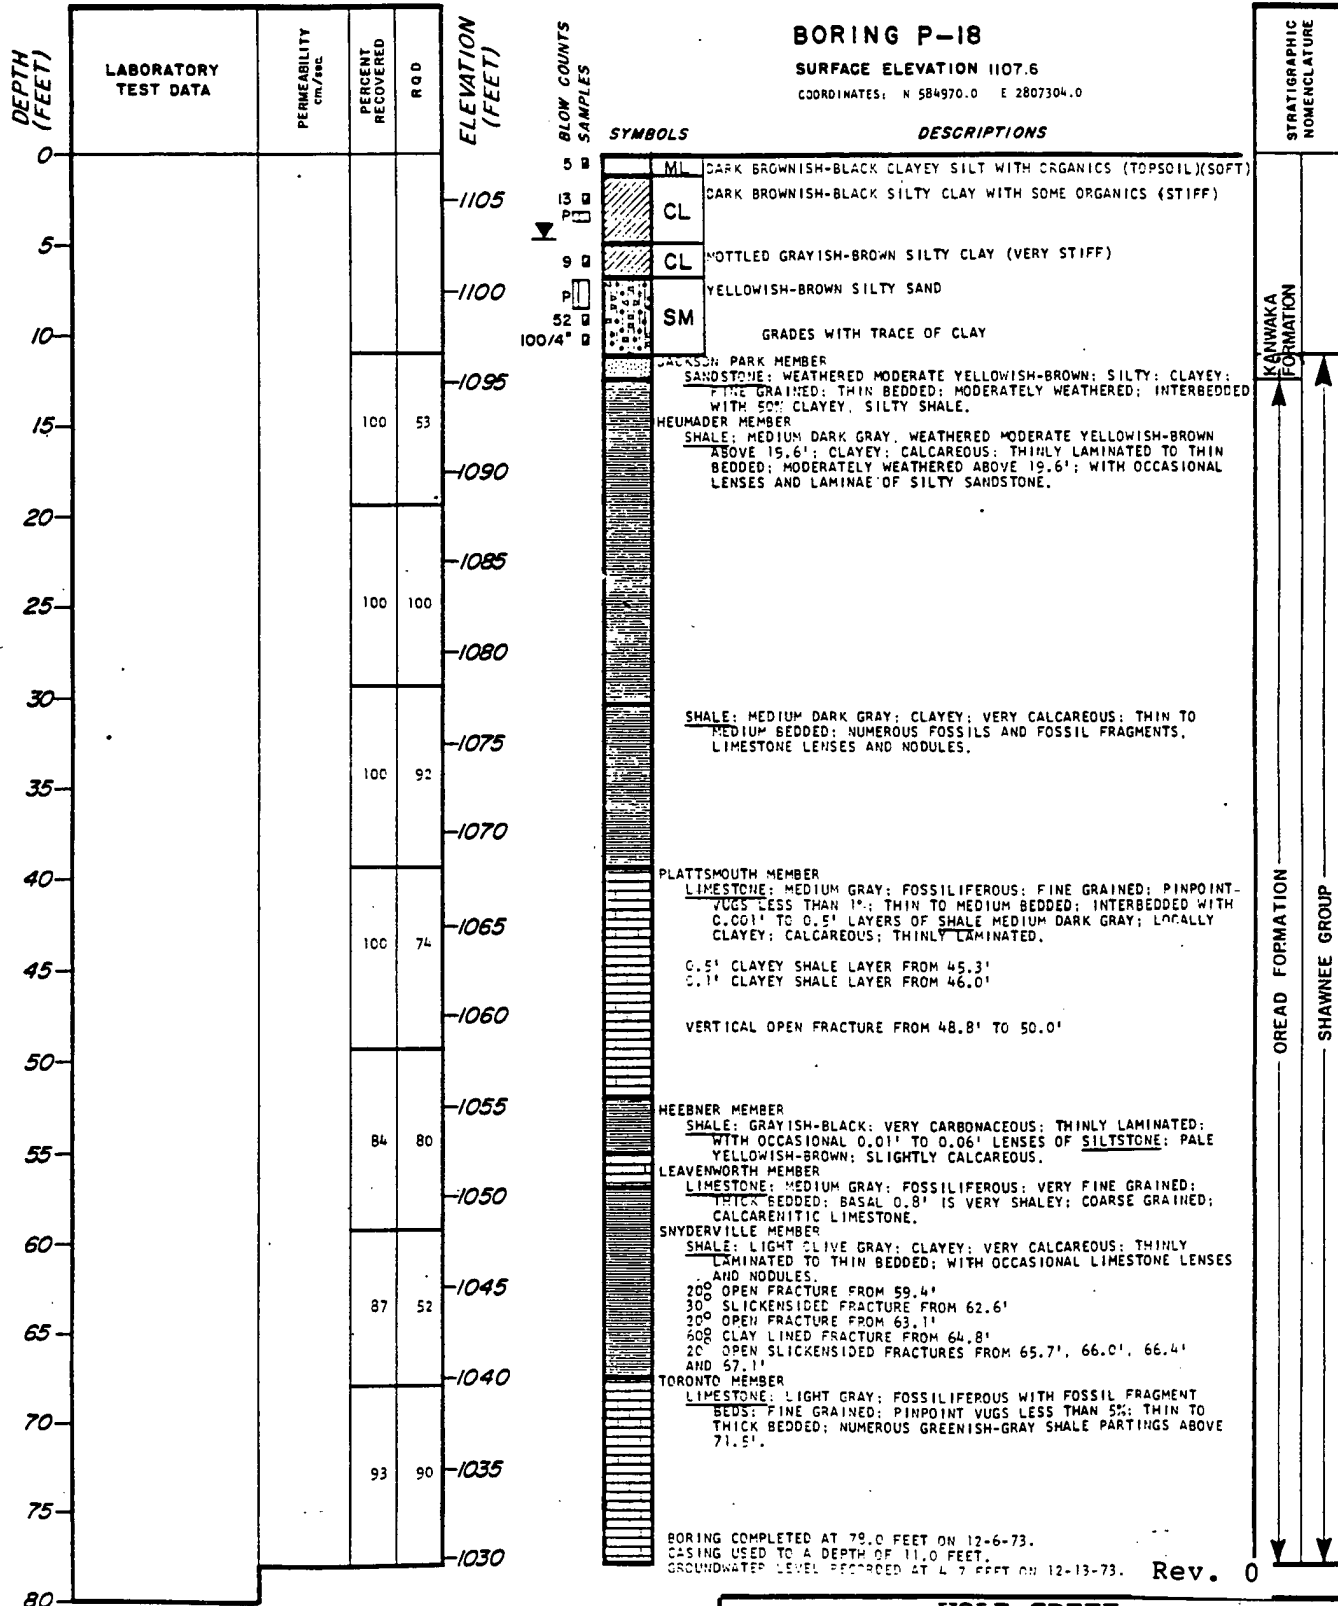 BORING P-18
SURFACE ELEVATION 1107.6
COORDINATES: N 584970.0 E 2807304.0
DEPTH (FEET)
LABORATORY TEST DATA
PERMEABILITY cm/sec.
PERCENT RECOVERED
RQD
ELEVATION (FEET)
BLOW COUNTS
SAMPLES
SYMBOLS
DESCRIPTIONS
STRATIGRAPHIC NOMENCLATURE
0
5
10
15
20
25
30
35
40
45
50
55
60
65
70
75
80
100 53
100 100
100 92
100 74
84 80
87 52
93 90
1105
1100
1095
1090
1085
1080
1075
1070
1065
1060
1055
1050
1045
1040
1035
1030
5
13
P
9
P
52
100/4"
ML DARK BROWNISH-BLACK CLAYEY SILT WITH ORGANICS (TOPSOIL)(SOFT)
CL DARK BROWNISH-BLACK SILTY CLAY WITH SOME ORGANICS (STIFF)
CL MOTTLED GRAYISH-BROWN SILTY CLAY (VERY STIFF)
SM YELLOWISH-BROWN SILTY SAND
GRADES WITH TRACE OF CLAY
JACKSON PARK MEMBER
SANDSTONE; WEATHERED MODERATE YELLOWISH-BROWN; SILTY; CLAYEY;
FINE GRAINED; THIN BEDDED; MODERATELY WEATHERED; INTERBEDDED
WITH 50% CLAYEY, SILTY SHALE.
HEUMADER MEMBER
SHALE; MEDIUM DARK GRAY, WEATHERED MODERATE YELLOWISH-BROWN
ABOVE 15.6'; CLAYEY; CALCAREOUS; THINLY LAMINATED TO THIN
BEDDED; MODERATELY WEATHERED ABOVE 19.6'; WITH OCCASIONAL
LENSES AND LAMINAE OF SILTY SANDSTONE.
SHALE; MEDIUM DARK GRAY; CLAYEY; VERY CALCAREOUS; THIN TO
MEDIUM BEDDED; NUMEROUS FOSSILS AND FOSSIL FRAGMENTS,
LIMESTONE LENSES AND NODULES.
PLATTSMOUTH MEMBER
LIMESTONE; MEDIUM GRAY; FOSSILIFEROUS; FINE GRAINED; PINPOINT-
VUGS LESS THAN 1%; THIN TO MEDIUM BEDDED; INTERBEDDED WITH
0.001' TO 0.5' LAYERS OF SHALE MEDIUM DARK GRAY; LOCALLY
CLAYEY; CALCAREOUS; THINLY LAMINATED.
0.5' CLAYEY SHALE LAYER FROM 45.3'
0.1' CLAYEY SHALE LAYER FROM 46.0'
VERTICAL OPEN FRACTURE FROM 48.8' TO 50.0'
HEEBNER MEMBER
SHALE; GRAYISH-BLACK; VERY CARBONACEOUS; THINLY LAMINATED;
WITH OCCASIONAL 0.01' TO 0.06' LENSES OF SILTSTONE; PALE
YELLOWISH-BROWN; SLIGHTLY CALCAREOUS.
LEAVENWORTH MEMBER
LIMESTONE; MEDIUM GRAY; FOSSILIFEROUS; VERY FINE GRAINED;
THICK BEDDED; BASAL 0.8' IS VERY SHALEY; COARSE GRAINED;
CALCARENITIC LIMESTONE.
SNYDERVILLE MEMBER
SHALE; LIGHT OLIVE GRAY; CLAYEY; VERY CALCAREOUS; THINLY
LAMINATED TO THIN BEDDED; WITH OCCASIONAL LIMESTONE LENSES
AND NODULES.
20° OPEN FRACTURE FROM 59.4'
30° SLICKENSIDED FRACTURE FROM 62.6'
20° OPEN FRACTURE FROM 63.1'
60° CLAY LINED FRACTURE FROM 64.8'
20° OPEN SLICKENSIDED FRACTURES FROM 65.7', 66.0', 66.4'
AND 67.1'
TORONTO MEMBER
LIMESTONE; LIGHT GRAY; FOSSILIFEROUS WITH FOSSIL FRAGMENT
BEDS; FINE GRAINED; PINPOINT VUGS LESS THAN 5%; THIN TO
THICK BEDDED; NUMEROUS GREENISH-GRAY SHALE PARTINGS ABOVE
71.5'.
BORING COMPLETED AT 78.0 FEET ON 12-6-73.
CASING USED TO A DEPTH OF 11.0 FEET.
GROUNDWATER LEVEL RECORDED AT 4.7 FEET ON 12-13-73.
Rev. 0
KANWAKA FORMATION
OREAD FORMATION
SHAWNEE GROUP